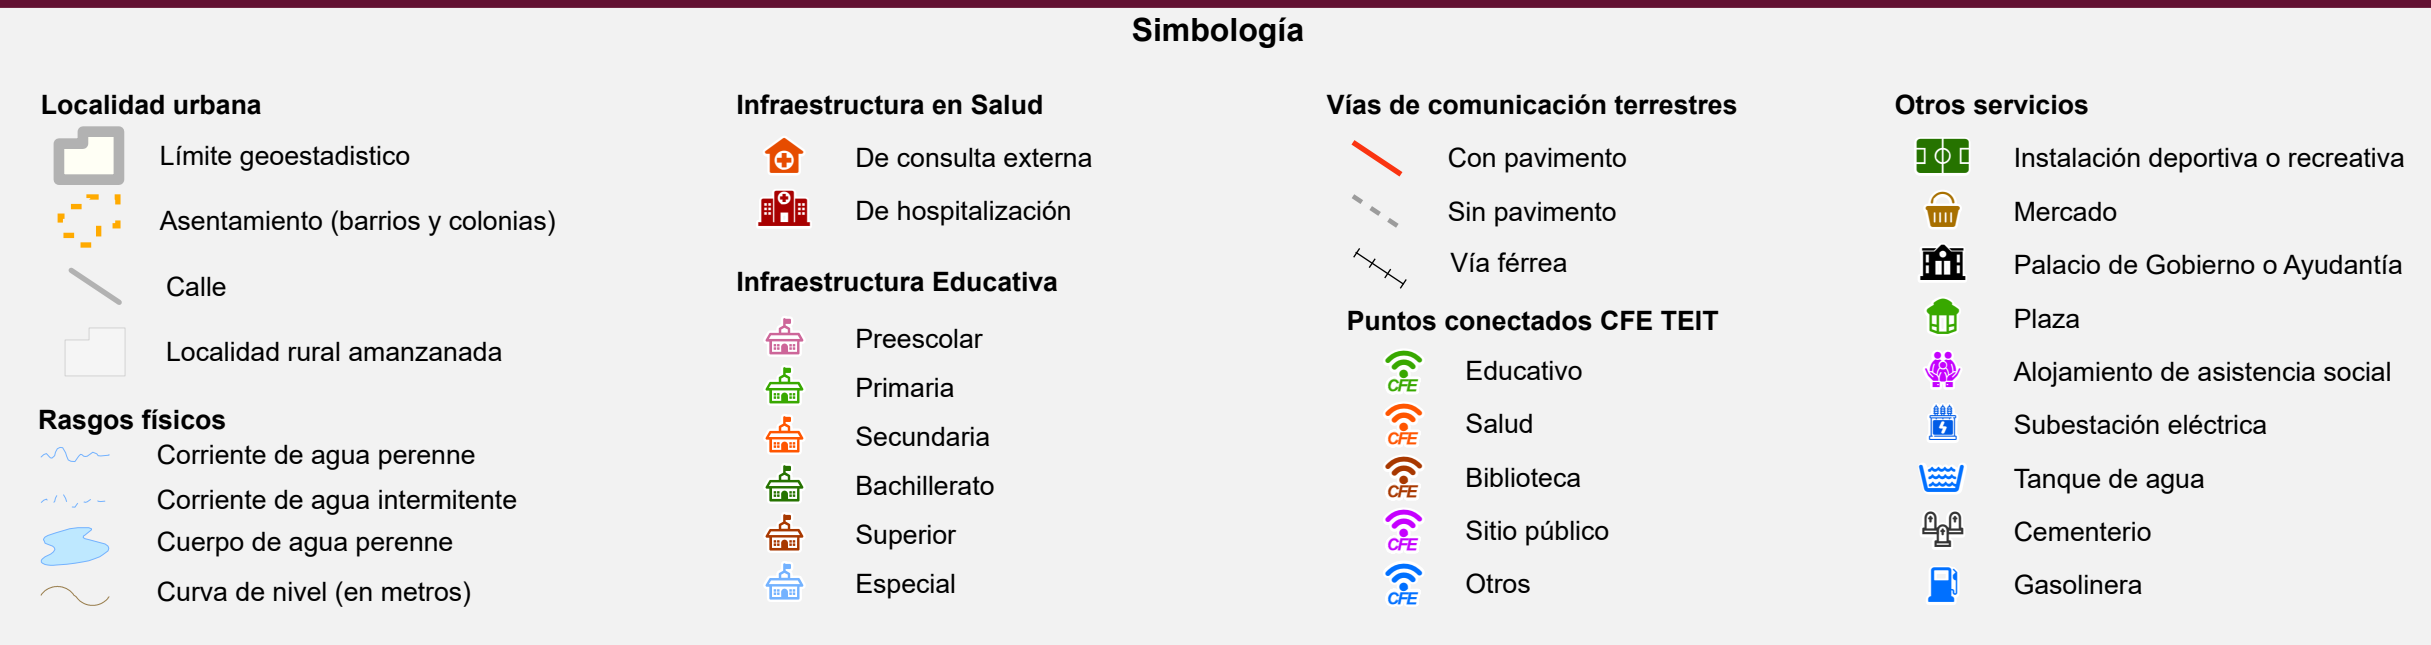 Simbología
Localidad urbana
Límite geoestadistico
Asentamiento (barrios y colonias)
Calle
Localidad rural amanzanada
Rasgos físicos
Corriente de agua perenne
Corriente de agua intermitente
Cuerpo de agua perenne
Curva de nivel (en metros)
Infraestructura en Salud
De consulta externa
De hospitalización
Infraestructura Educativa
Preescolar
Primaria
Secundaria
Bachillerato
Superior
Especial
Vías de comunicación terrestres
Con pavimento
Sin pavimento
Vía férrea
Puntos conectados CFE TEIT
CFE Educativo
CFE Salud
CFE Biblioteca
CFE Sitio público
CFE Otros
Otros servicios
Instalación deportiva o recreativa
Mercado
Palacio de Gobierno o Ayudantía
Plaza
Alojamiento de asistencia social
Subestación eléctrica
Tanque de agua
Cementerio
Gasolinera